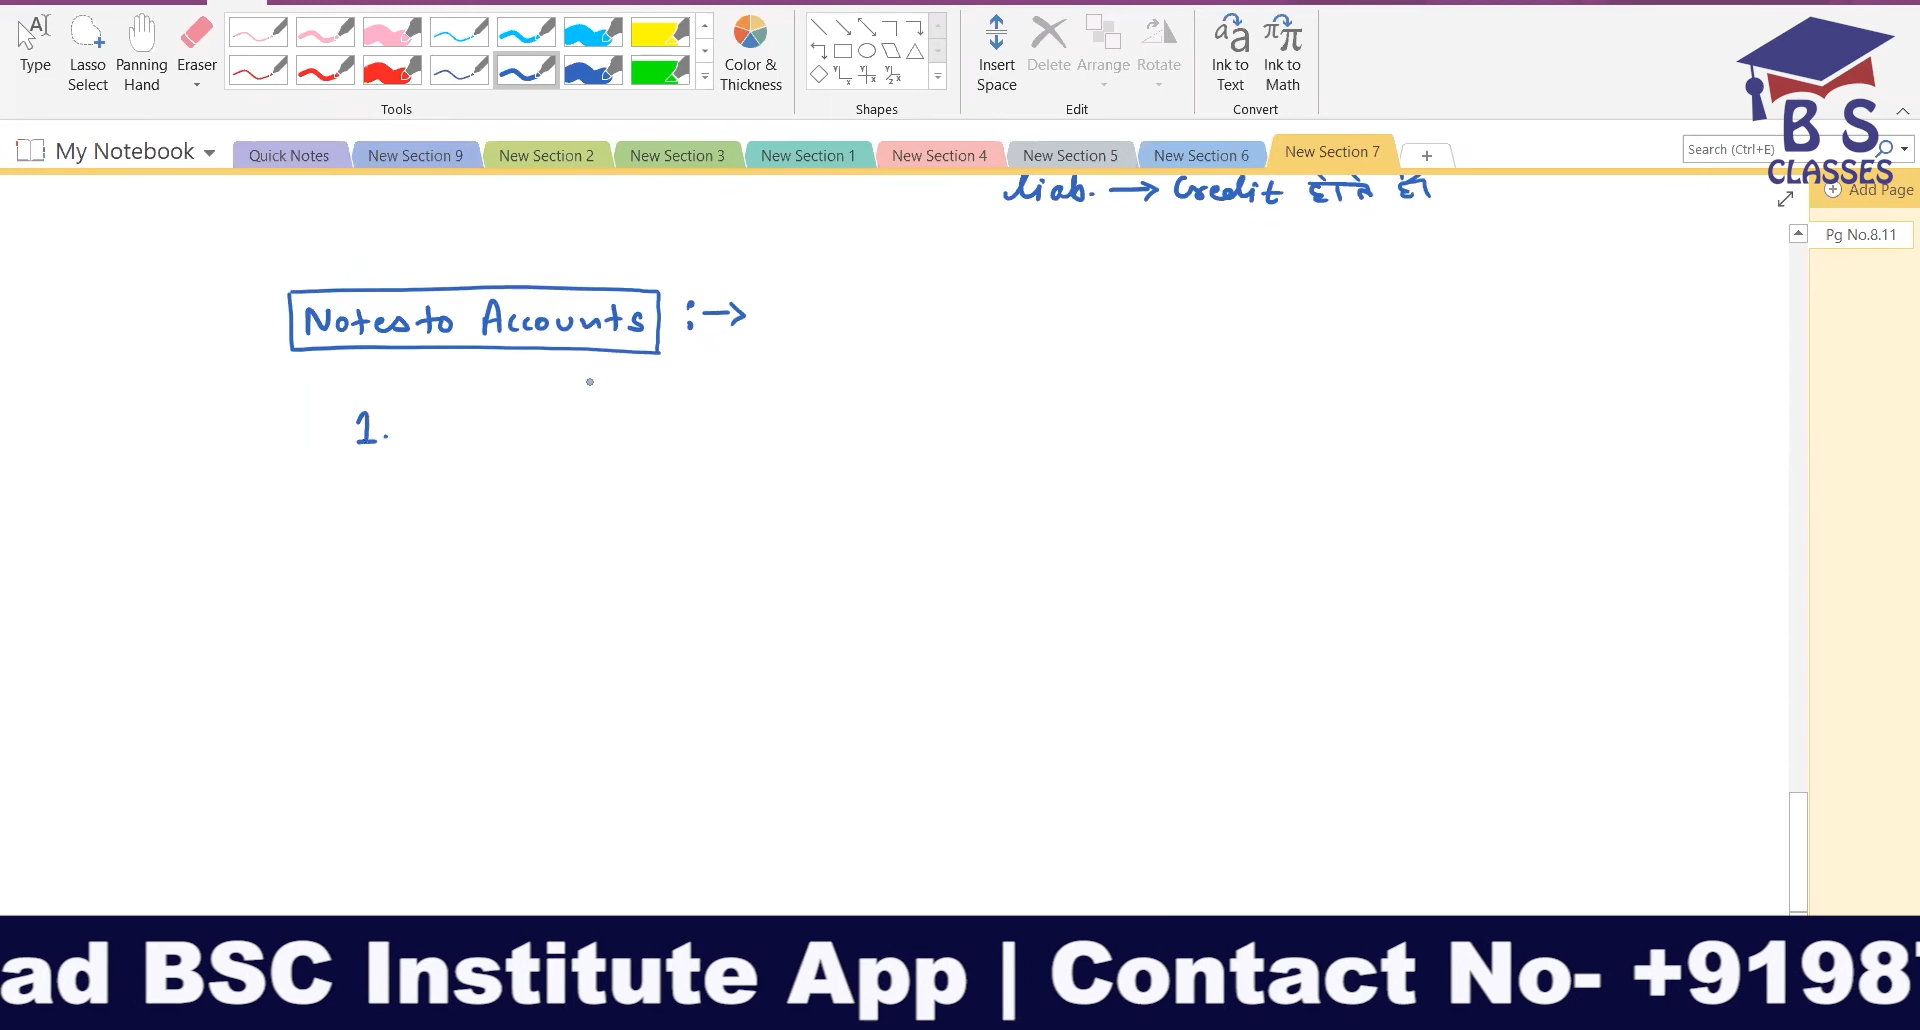 Type
Lasso Select
Panning Hand
Eraser
Color & Thickness
Insert Space
Delete
Arrange
Rotate
Ink to Text
Ink to Math
Tools
Shapes
Edit
Convert
B S
CLASSES
My Notebook
Quick Notes
New Section 9
New Section 2
New Section 3
New Section 1
New Section 4
New Section 5
New Section 6
New Section 7
Search (Ctrl+E)
Add Page
Pg No.8.11
liab. → Credit
Notes to Accounts :→
1.
ad BSC Institute App | Contact No- +9198